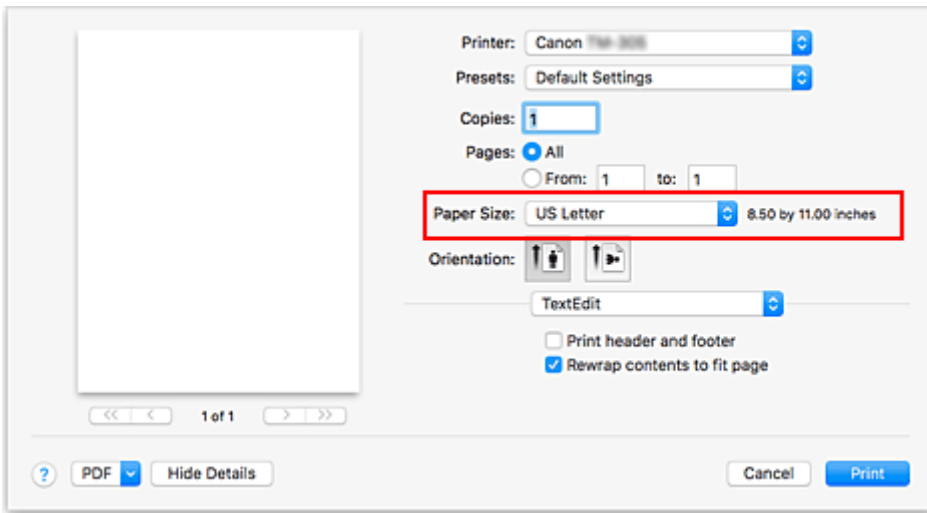 Printer: Canon
Presets: Default Settings
Copies: 1
Pages: All
From: 1 to: 1
Paper Size: US Letter 8.50 by 11.00 inches
Orientation:
TextEdit
Print header and footer
Rewrap contents to fit page
<< < 1 of 1 > >>
? PDF Hide Details Cancel Print